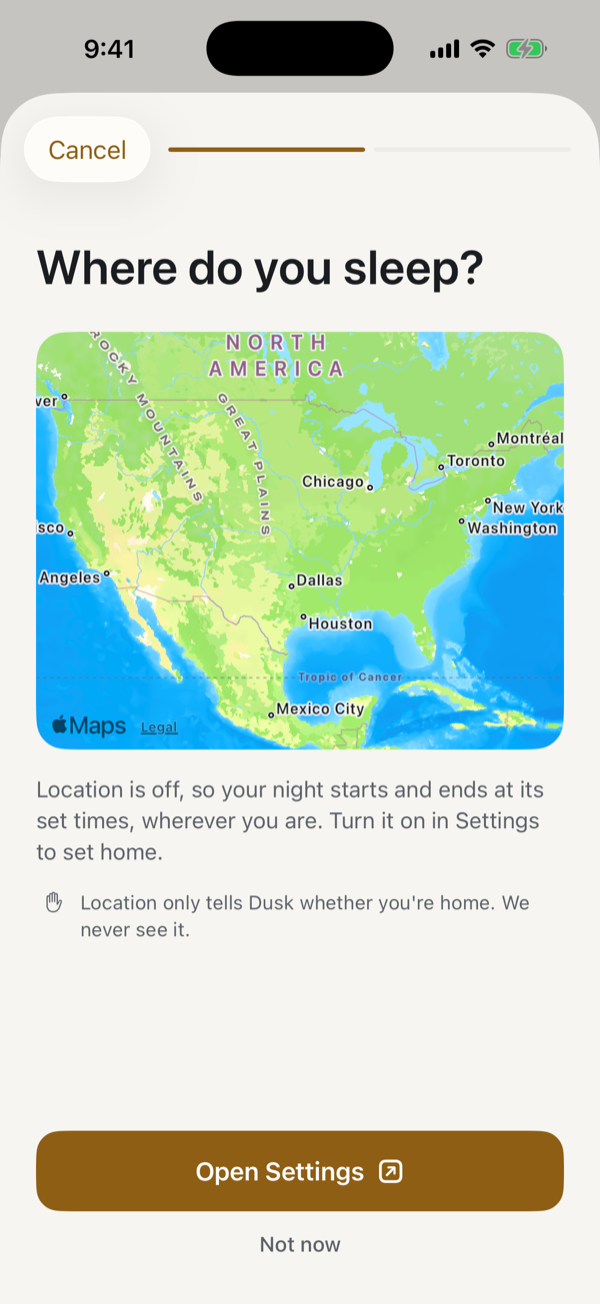 9:41
Cancel
Where do you sleep?
NORTH
AMERICA
ROCKY MOUNTAINS
GREAT PLAINS
ver
Montréal
Toronto
Chicago
New York
Washington
sco
Angeles
Dallas
Houston
Tropic of Cancer
Mexico City
Maps Legal
Location is off, so your night starts and ends at its
set times, wherever you are. Turn it on in Settings
to set home.
Location only tells Dusk whether you're home. We
never see it.
Open Settings
Not now